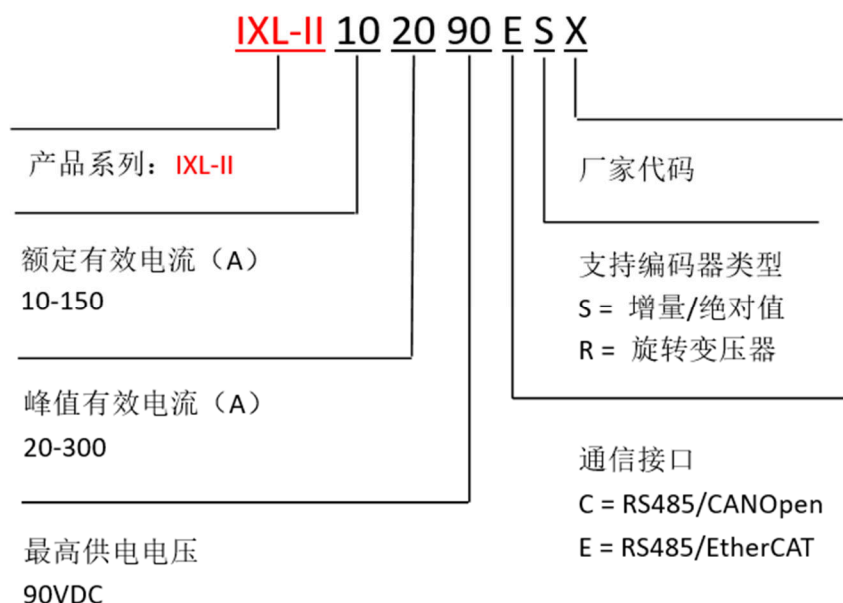 IXL-II 10 20 90 E S X
产品系列：IXL-II
额定有效电流（A）
10-150
峰值有效电流（A）
20-300
最高供电电压
90VDC
厂家代码
支持编码器类型
S = 增量/绝对值
R = 旋转变压器
通信接口
C = RS485/CANOpen
E = RS485/EtherCAT